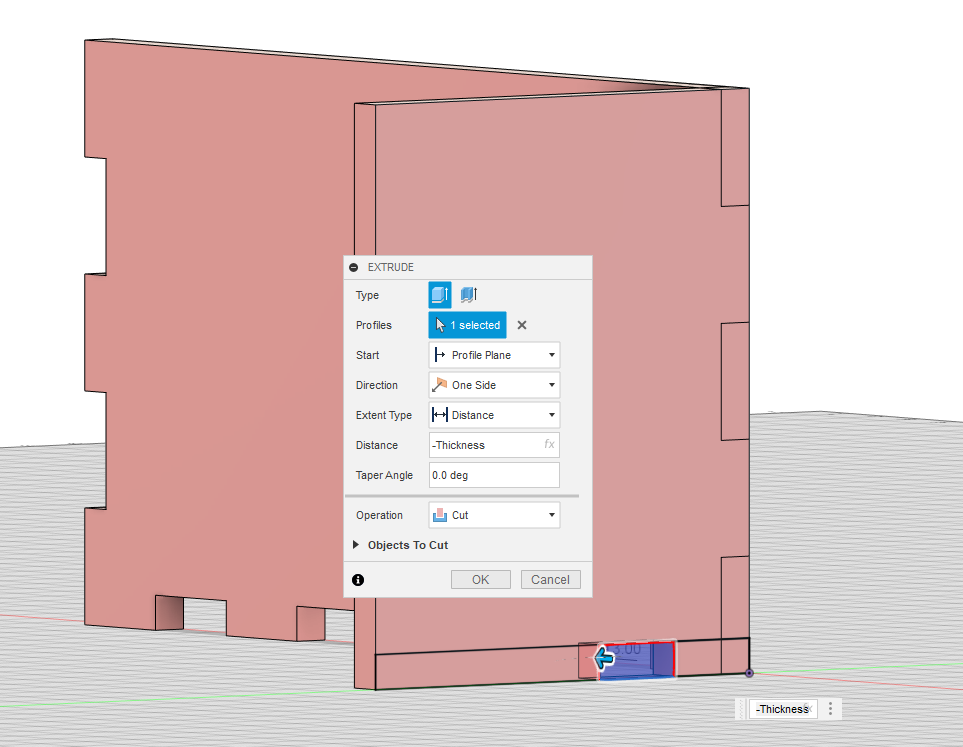 EXTRUDE
Type
Profiles 1 selected
Start Profile Plane
Direction One Side
Extent Type Distance
Distance -Thickness fx
Taper Angle 0.0 deg
Operation Cut
Objects To Cut
OK Cancel
3.00
-Thickness